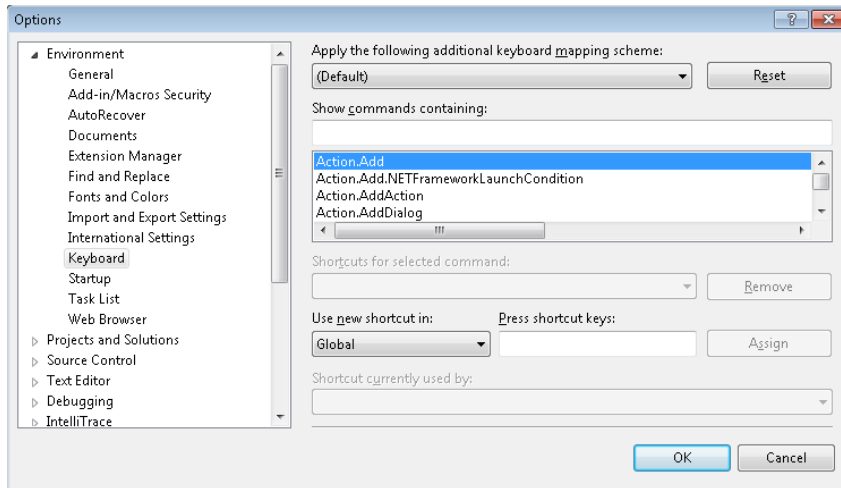 Options
Environment
General
Add-in/Macros Security
AutoRecover
Documents
Extension Manager
Find and Replace
Fonts and Colors
Import and Export Settings
International Settings
Keyboard
Startup
Task List
Web Browser
Projects and Solutions
Source Control
Text Editor
Debugging
IntelliTrace
Apply the following additional keyboard mapping scheme:
(Default)
Reset
Show commands containing:
Action.Add
Action.Add.NETFrameworkLaunchCondition
Action.AddAction
Action.AddDialog
Shortcuts for selected command:
Remove
Use new shortcut in:
Press shortcut keys:
Global
Assign
Shortcut currently used by:
OK
Cancel